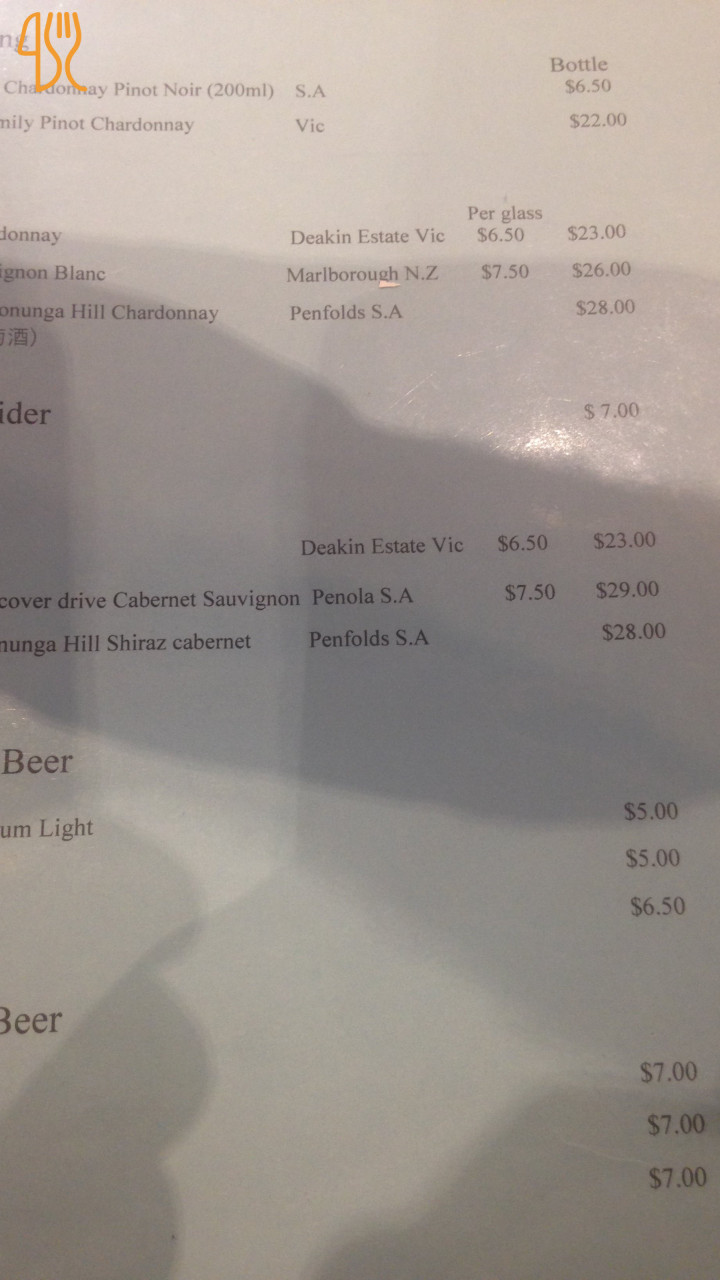 ng
Bottle
Chardonnay Pinot Noir (200ml) S.A $6.50
mily Pinot Chardonnay Vic $22.00
Per glass
donnay Deakin Estate Vic $6.50 $23.00
ignon Blanc Marlborough N.Z $7.50 $26.00
onunga Hill Chardonnay Penfolds S.A $28.00
酒)
ider $ 7.00
Deakin Estate Vic $6.50 $23.00
cover drive Cabernet Sauvignon Penola S.A $7.50 $29.00
nunga Hill Shiraz cabernet Penfolds S.A $28.00
Beer
$5.00
um Light
$5.00
$6.50
Beer
$7.00
$7.00
$7.00